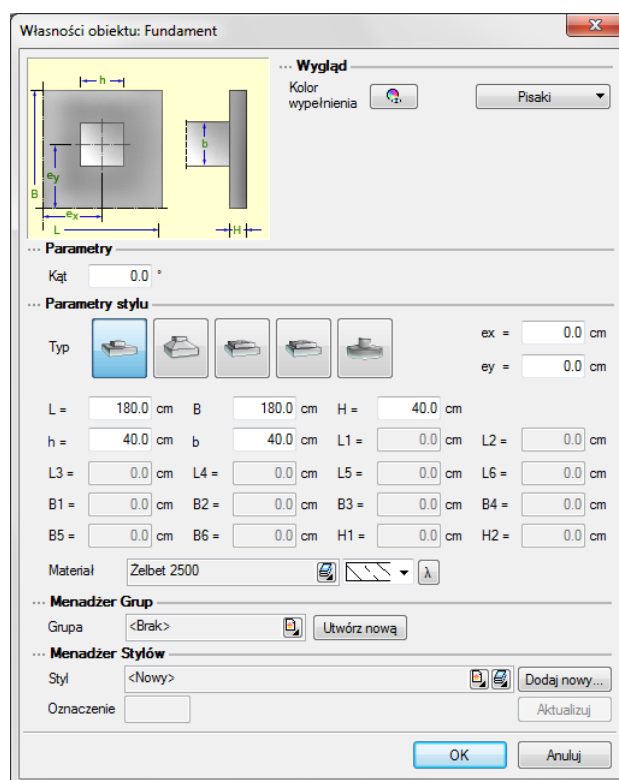 Własności obiektu: Fundament
h
B
ey
ex
L
b
H
Wygląd
Kolor wypełnienia Pisaki
Parametry
Kąt 0.0 °
Parametry stylu
Typ
ex = 0.0 cm
ey = 0.0 cm
L = 180.0 cm B 180.0 cm H = 40.0 cm
h = 40.0 cm b 40.0 cm L1 = 0.0 cm L2 = 0.0 cm
L3 = 0.0 cm L4 = 0.0 cm L5 = 0.0 cm L6 = 0.0 cm
B1 = 0.0 cm B2 = 0.0 cm B3 = 0.0 cm B4 = 0.0 cm
B5 = 0.0 cm B6 = 0.0 cm H1 = 0.0 cm H2 = 0.0 cm
Materiał Żelbet 2500 λ
Menadżer Grup
Grupa <Brak> Utwórz nową
Menadżer Stylów
Styl <Nowy> Dodaj nowy...
Oznaczenie Aktualizuj
OK Anuluj